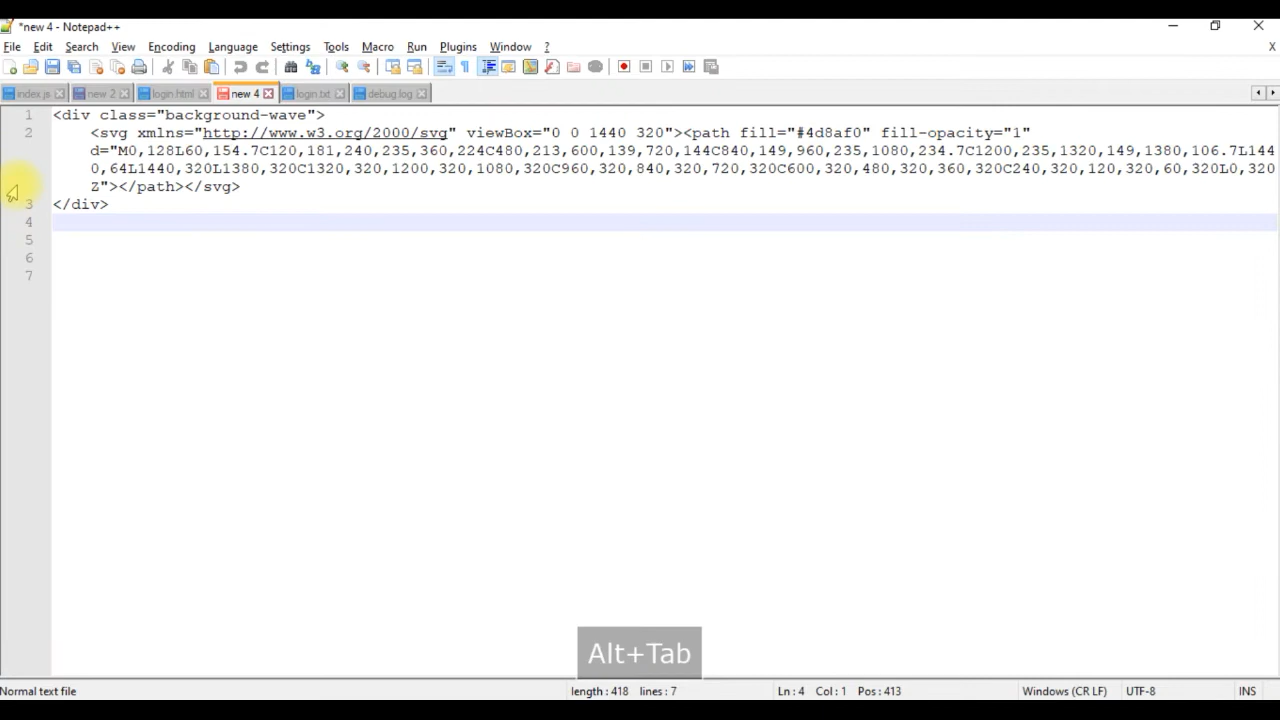 *new 4 - Notepad++
File Edit Search View Encoding Language Settings Tools Macro Run Plugins Window ? X
index.js new 2 login.html new 4 login.txt debug.log
1 <div class="background-wave">
2 <svg xmlns="http://www.w3.org/2000/svg" viewBox="0 0 1440 320"><path fill="#4d8af0" fill-opacity="1"
d="M0,128L60,154.7C120,181,240,235,360,224C480,213,600,139,720,144C840,149,960,235,1080,234.7C1200,235,1320,149,1380,106.7L144
0,64L1440,320L1380,320C1320,320,1200,320,1080,320C960,320,840,320,720,320C600,320,480,320,360,320C240,320,120,320,60,320L0,320
Z"></path></svg>
3 </div>
4
5
6
7
Alt+Tab
Normal text file length : 418 lines : 7 Ln : 4 Col : 1 Pos : 413 Windows (CR LF) UTF-8 INS